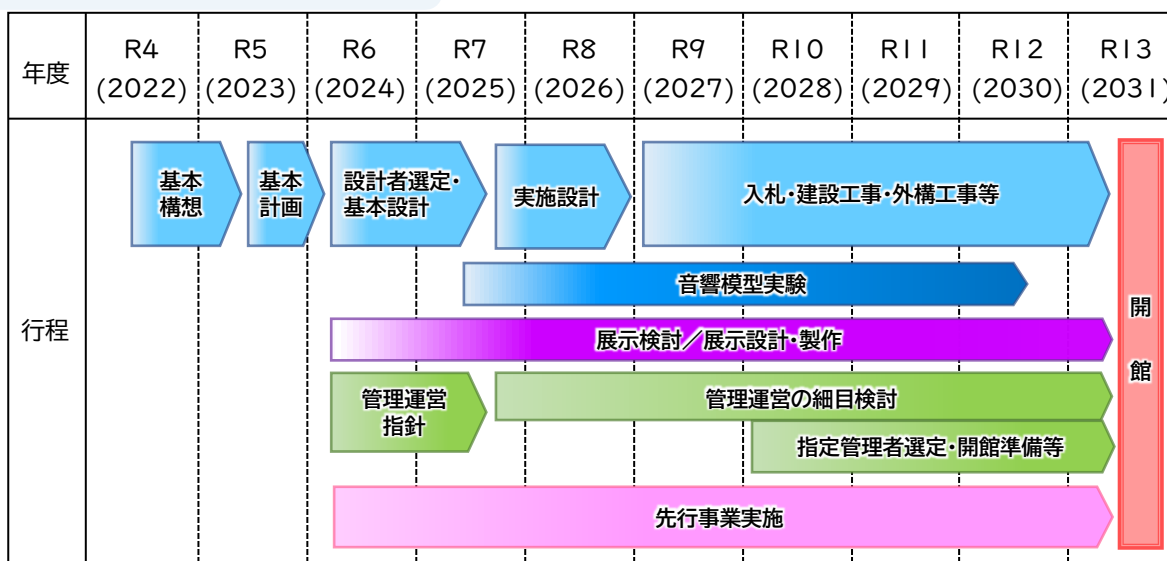 年度
R4
(2022)
R5
(2023)
R6
(2024)
R7
(2025)
R8
(2026)
R9
(2027)
R10
(2028)
R11
(2029)
R12
(2030)
R13
(2031)
行程
基本
構想
基本
計画
設計者選定・
基本設計
実施設計
入札・建設工事・外構工事等
音響模型実験
展示検討／展示設計・製作
管理運営
指針
管理運営の細目検討
指定管理者選定・開館準備等
先行事業実施
開
館